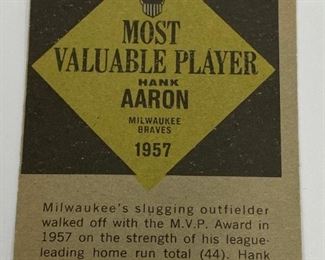 MOST
VALUABLE PLAYER
HANK
AARON
MILWAUKEE
BRAVES
1957
Milwaukee's slugging outfielder
walked off with the M.V.P. Award in
1957 on the strength of his league-
leading home run total (44). Hank